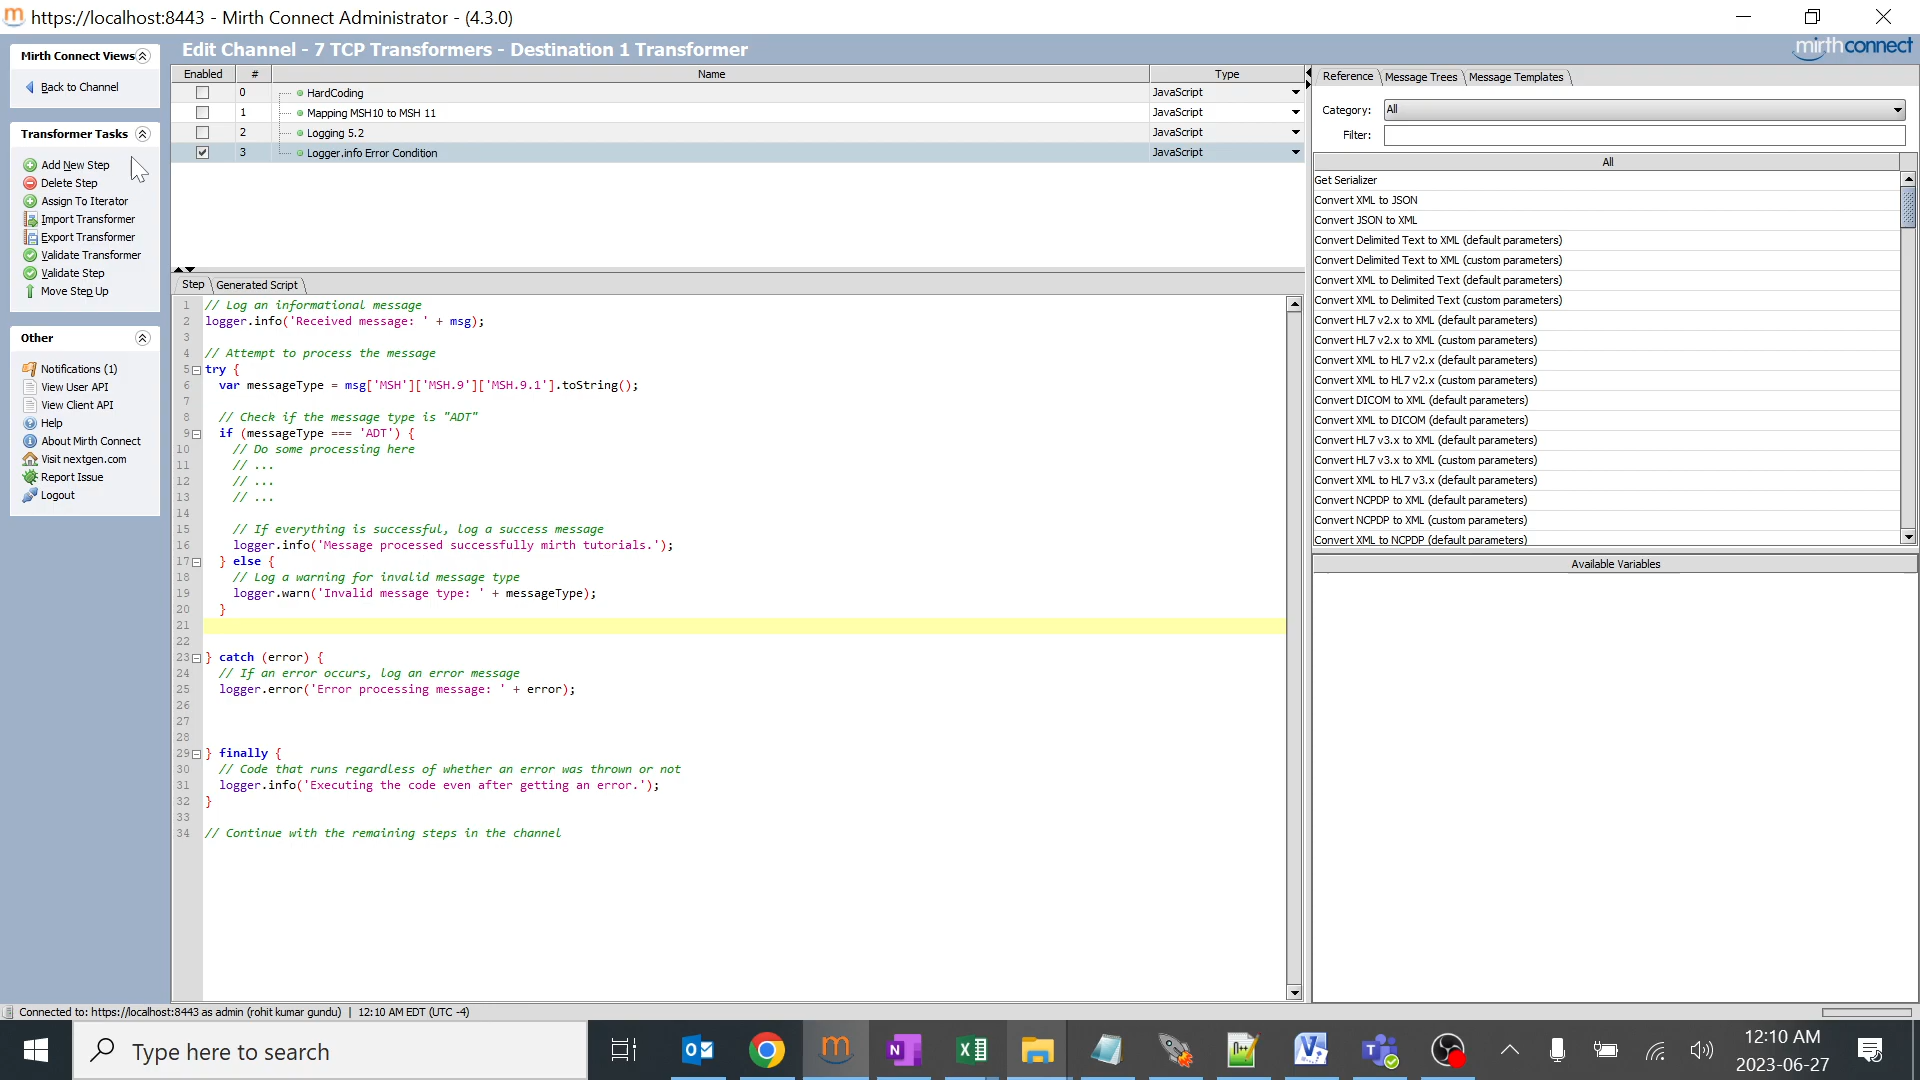 https://localhost:8443 - Mirth Connect Administrator - (4.3.0)
Mirth Connect Views
Back to Channel
Transformer Tasks
Add New Step
Delete Step
Assign To Iterator
Import Transformer
Export Transformer
Validate Transformer
Validate Step
Move Step Up
Other
Notifications (1)
View User API
View Client API
Help
About Mirth Connect
Visit nextgen.com
Report Issue
Logout
Edit Channel - 7 TCP Transformers - Destination 1 Transformer
mirthconnect
Enabled # Name Type
0 HardCoding JavaScript
1 Mapping MSH10 to MSH 11 JavaScript
2 Logging 5.2 JavaScript
3 Logger.info Error Condition JavaScript
Step Generated Script
1 // Log an informational message
2 logger.info('Received message: ' + msg);
3
4 // Attempt to process the message
5 try {
6 var messageType = msg['MSH']['MSH.9']['MSH.9.1'].toString();
7
8 // Check if the message type is "ADT"
9 if (messageType === 'ADT') {
10 // Do some processing here
11 // ...
12 // ...
13 // ...
14
15 // If everything is successful, log a success message
16 logger.info('Message processed successfully mirth tutorials.');
17 } else {
18 // Log a warning for invalid message type
19 logger.warn('Invalid message type: ' + messageType);
20 }
21
22
23 } catch (error) {
24 // If an error occurs, log an error message
25 logger.error('Error processing message: ' + error);
26
27
28
29 } finally {
30 // Code that runs regardless of whether an error was thrown or not
31 logger.info('Executing the code even after getting an error.');
32 }
33
34 // Continue with the remaining steps in the channel
Reference Message Trees Message Templates
Category: All
Filter:
All
Get Serializer
Convert XML to JSON
Convert JSON to XML
Convert Delimited Text to XML (default parameters)
Convert Delimited Text to XML (custom parameters)
Convert XML to Delimited Text (default parameters)
Convert XML to Delimited Text (custom parameters)
Convert HL7 v2.x to XML (default parameters)
Convert HL7 v2.x to XML (custom parameters)
Convert XML to HL7 v2.x (default parameters)
Convert XML to HL7 v2.x (custom parameters)
Convert DICOM to XML (default parameters)
Convert XML to DICOM (default parameters)
Convert HL7 v3.x to XML (default parameters)
Convert HL7 v3.x to XML (custom parameters)
Convert XML to HL7 v3.x (default parameters)
Convert NCPDP to XML (default parameters)
Convert NCPDP to XML (custom parameters)
Convert XML to NCPDP (default parameters)
Available Variables
Connected to: https://localhost:8443 as admin (rohit kumar gundu) | 12:10 AM EDT (UTC -4)
Type here to search
12:10 AM
2023-06-27